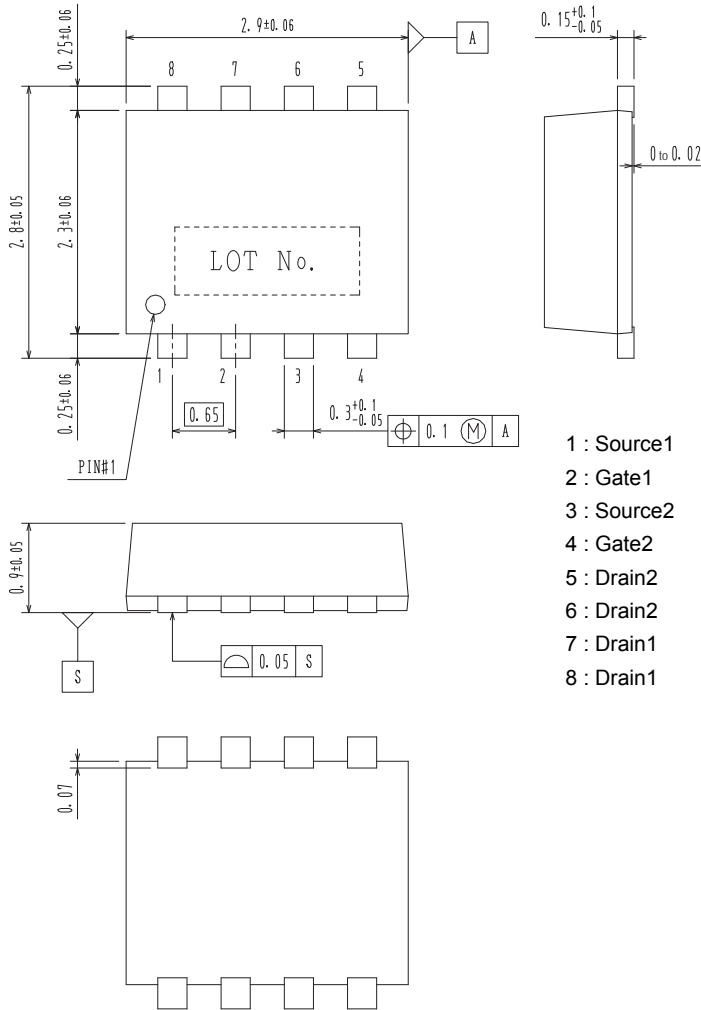 2.9±0.06
A
0.15+0.1 -0.05
0.25±0.06
8 7 6 5
0 to 0.02
2.8±0.05
2.3±0.06
LOT No.
0.25±0.06
1 2 3 4
0.65
0.3+0.1 -0.05
⌖ 0.1 Ⓜ A
PIN#1
1 : Source1
2 : Gate1
3 : Source2
4 : Gate2
5 : Drain2
6 : Drain2
7 : Drain1
8 : Drain1
0.9±0.05
S
⌓ 0.05 S
0.07